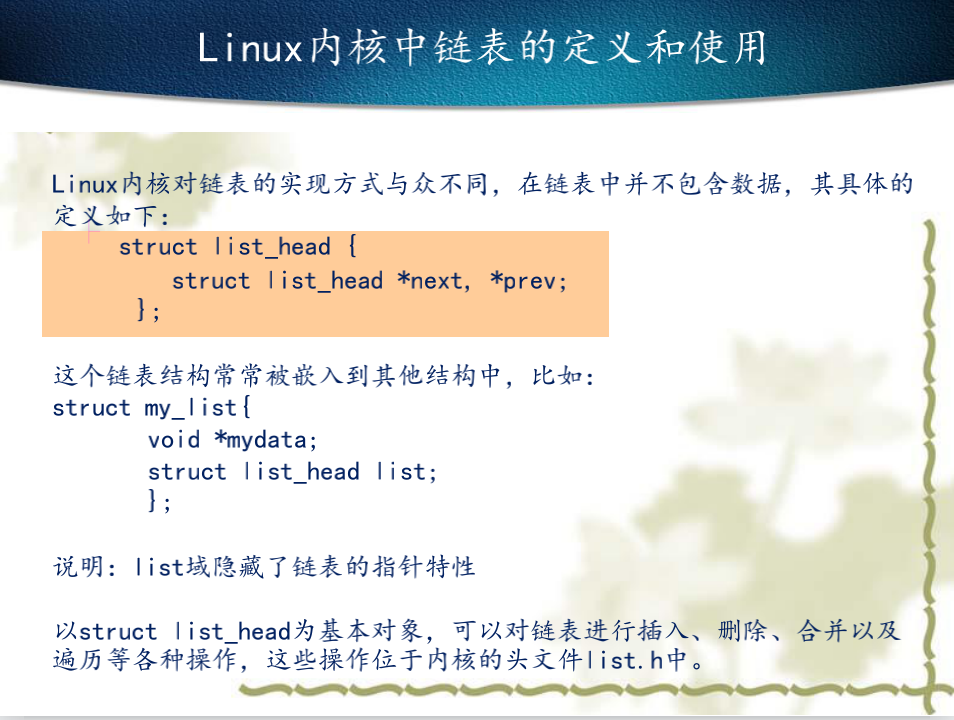 Linux内核中链表的定义和使用
Linux内核对链表的实现方式与众不同，在链表中并不包含数据，其具体的
定义如下：
struct list_head {
struct list_head *next, *prev;
};
这个链表结构常常被嵌入到其他结构中，比如：
struct my_list{
void *mydata;
struct list_head list;
};
说明：list域隐藏了链表的指针特性
以struct list_head为基本对象，可以对链表进行插入、删除、合并以及
遍历等各种操作，这些操作位于内核的头文件list.h中。